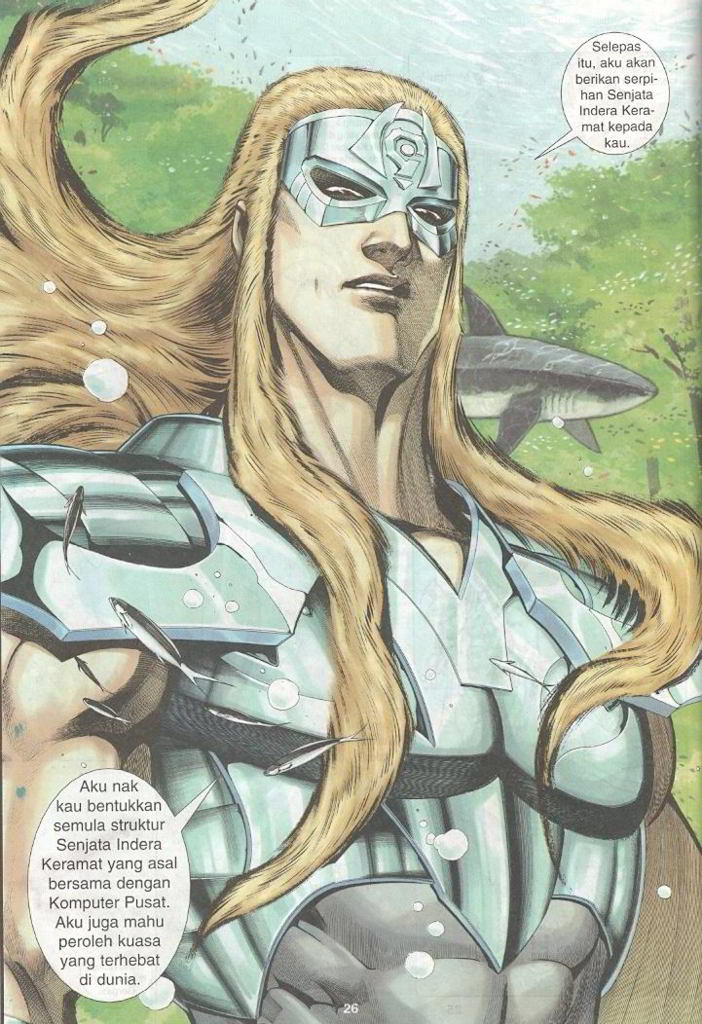 Selepas
itu, aku akan
berikan serpi-
han Senjata
Indera Kera-
mat kepada
kau.
Aku nak
kau bentukkan
semula struktur
Senjata Indera
Keramat yang asal
bersama dengan
Komputer Pusat.
Aku juga mahu
peroleh kuasa
yang terhebat
di dunia.
26